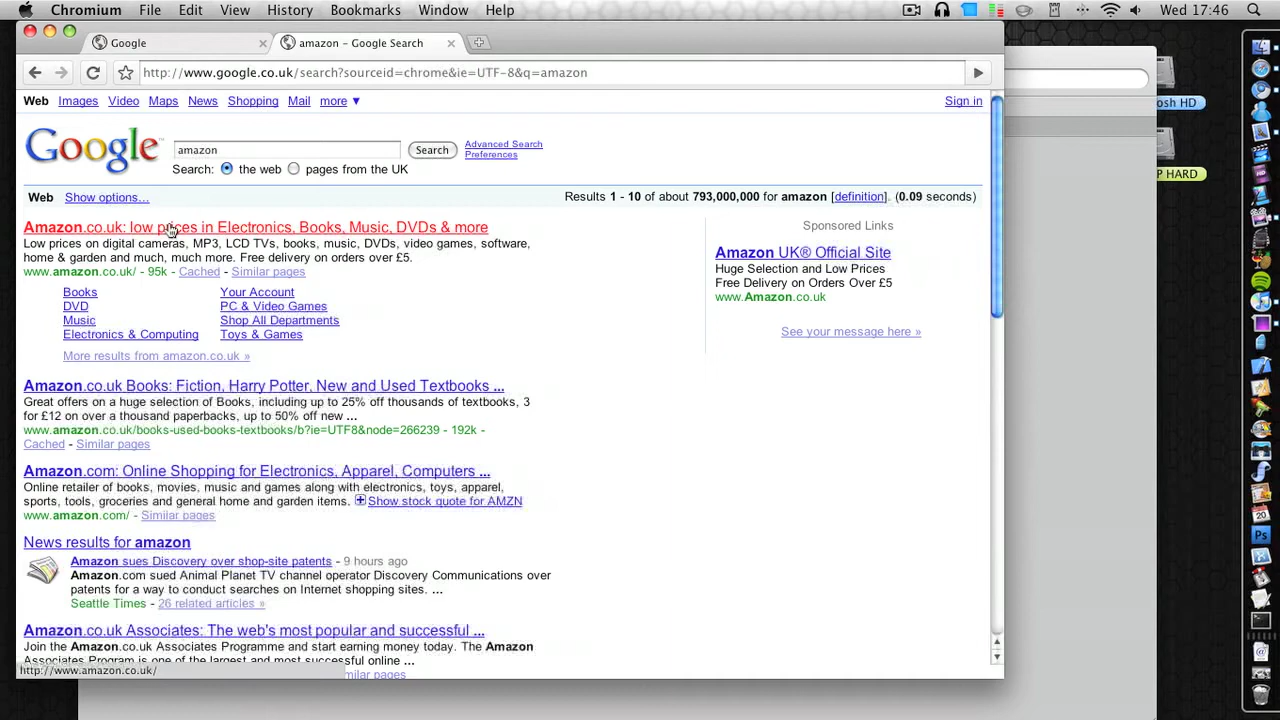 Chromium File Edit View History Bookmarks Window Help Wed 17:46
Google amazon – Google Search
http://www.google.co.uk/search?sourceid=chrome&ie=UTF-8&q=amazon
Web Images Video Maps News Shopping Mail more ▼ Sign in
Google amazon Search Advanced Search
Preferences
Search: the web pages from the UK
Web Show options... Results 1 - 10 of about 793,000,000 for amazon [definition]. (0.09 seconds)
Amazon.co.uk: low prices in Electronics, Books, Music, DVDs & more
Low prices on digital cameras, MP3, LCD TVs, books, music, DVDs, video games, software,
home & garden and much, much more. Free delivery on orders over £5.
www.amazon.co.uk/ - 95k - Cached - Similar pages
Books Your Account
DVD PC & Video Games
Music Shop All Departments
Electronics & Computing Toys & Games
More results from amazon.co.uk »
Sponsored Links
Amazon UK® Official Site
Huge Selection and Low Prices
Free Delivery on Orders Over £5
www.Amazon.co.uk
See your message here »
Amazon.co.uk Books: Fiction, Harry Potter, New and Used Textbooks ...
Great offers on a huge selection of Books, including up to 25% off thousands of textbooks, 3
for £12 on over a thousand paperbacks, up to 50% off new ...
www.amazon.co.uk/books-used-books-textbooks/b?ie=UTF8&node=266239 - 192k -
Cached - Similar pages
Amazon.com: Online Shopping for Electronics, Apparel, Computers ...
Online retailer of books, movies, music and games along with electronics, toys, apparel,
sports, tools, groceries and general home and garden items. Show stock quote for AMZN
www.amazon.com/ - Similar pages
News results for amazon
Amazon sues Discovery over shop-site patents - 9 hours ago
Amazon.com sued Animal Planet TV channel operator Discovery Communications over
patents for a way to conduct searches on Internet shopping sites. ...
Seattle Times - 26 related articles »
Amazon.co.uk Associates: The web's most popular and successful ...
Join the Amazon.co.uk Associates Programme and start earning money today. The Amazon
Associates Program is one of the largest and most successful online ...
http://www.amazon.co.uk/ milar pages
osh HD
P HARD
20
Ps